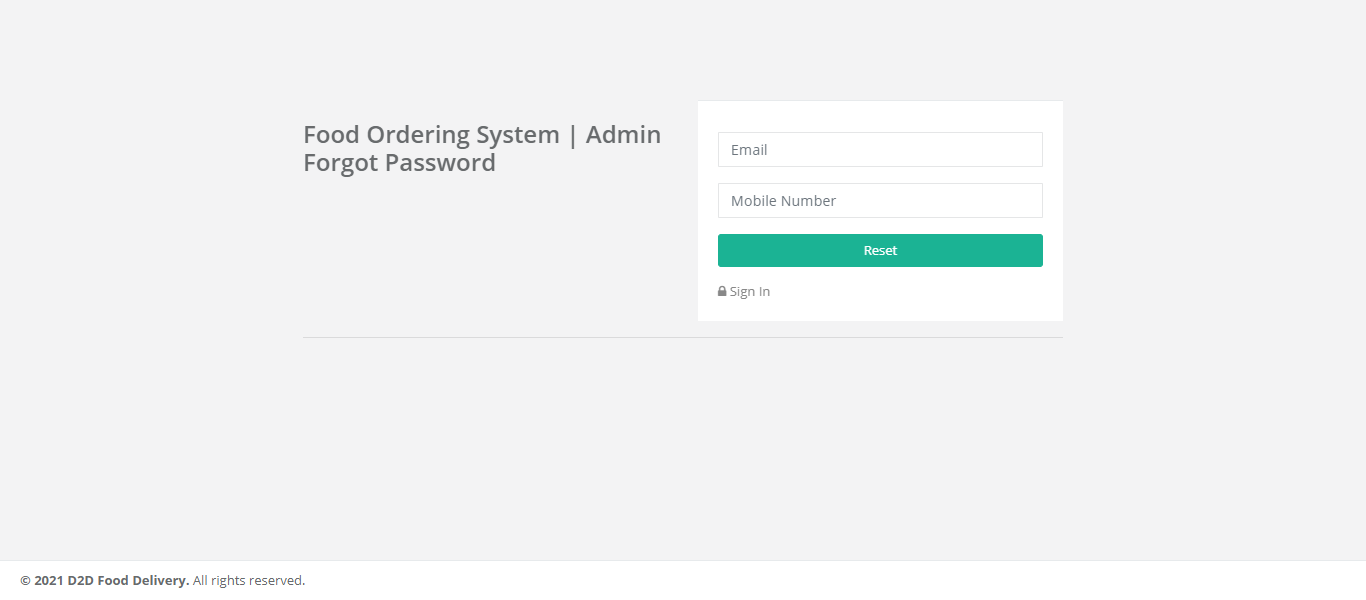 Food Ordering System | Admin
Forgot Password
Email
Mobile Number
Reset
Sign In
© 2021 D2D Food Delivery. All rights reserved.